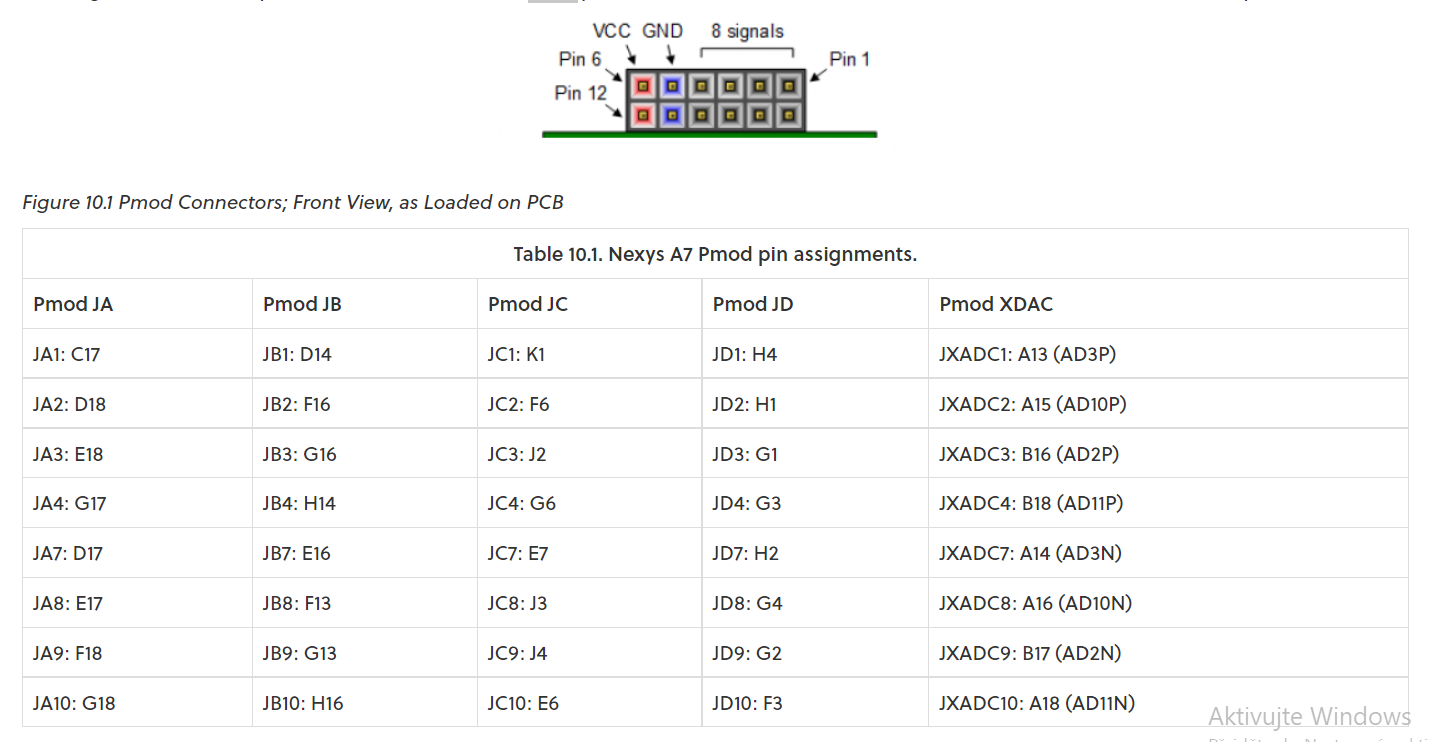 VCC GND 8 signals
Pin 6 Pin 1
Pin 12
Figure 10.1 Pmod Connectors; Front View, as Loaded on PCB
Table 10.1. Nexys A7 Pmod pin assignments.
Pmod JA Pmod JB Pmod JC Pmod JD Pmod XDAC
JA1: C17 JB1: D14 JC1: K1 JD1: H4 JXADC1: A13 (AD3P)
JA2: D18 JB2: F16 JC2: F6 JD2: H1 JXADC2: A15 (AD10P)
JA3: E18 JB3: G16 JC3: J2 JD3: G1 JXADC3: B16 (AD2P)
JA4: G17 JB4: H14 JC4: G6 JD4: G3 JXADC4: B18 (AD11P)
JA7: D17 JB7: E16 JC7: E7 JD7: H2 JXADC7: A14 (AD3N)
JA8: E17 JB8: F13 JC8: J3 JD8: G4 JXADC8: A16 (AD10N)
JA9: F18 JB9: G13 JC9: J4 JD9: G2 JXADC9: B17 (AD2N)
JA10: G18 JB10: H16 JC10: E6 JD10: F3 JXADC10: A18 (AD11N)
Aktivujte Windows